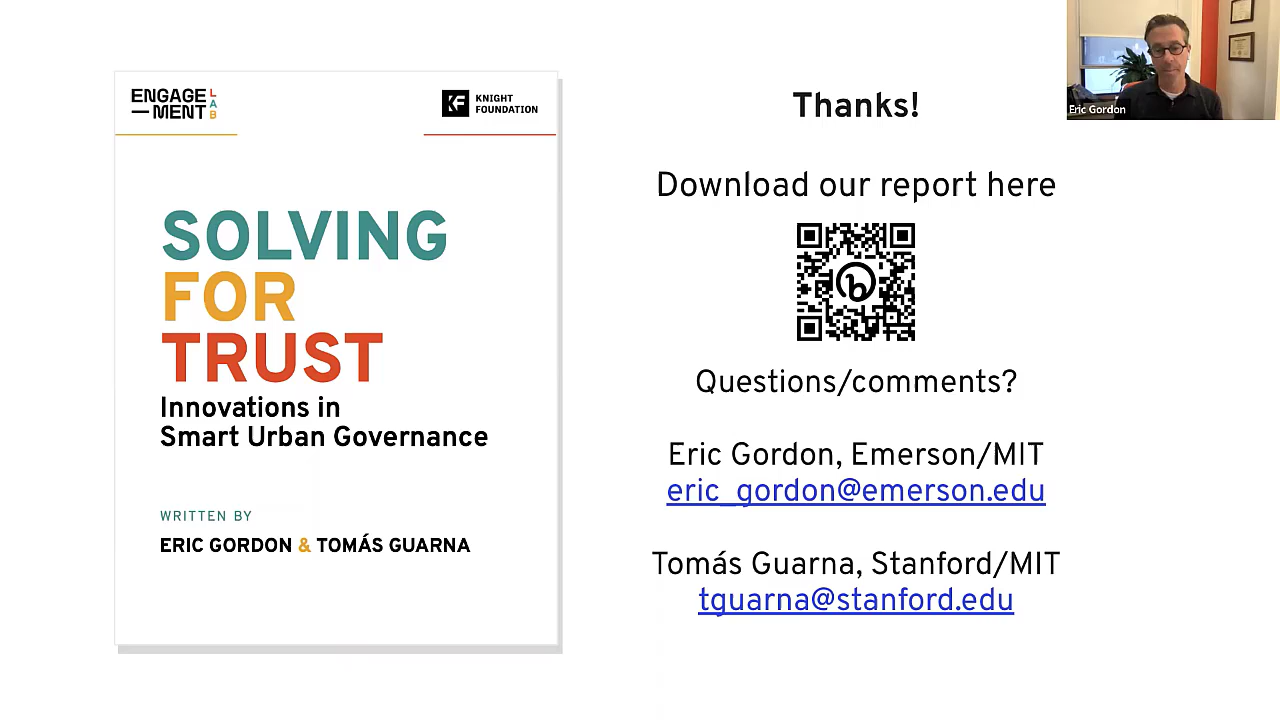 ENGAGE
—MENT
LAB
KNIGHT
FOUNDATION
SOLVING
FOR
TRUST
Innovations in
Smart Urban Governance
WRITTEN BY
ERIC GORDON & TOMÁS GUARNA
Thanks!
Download our report here
Questions/comments?
Eric Gordon, Emerson/MIT
eric_gordon@emerson.edu
Tomás Guarna, Stanford/MIT
tguarna@stanford.edu
Eric Gordon